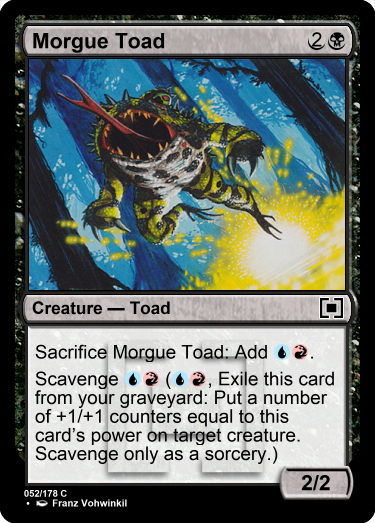 Morgue Toad 2
Creature — Toad
Sacrifice Morgue Toad: Add .
Scavenge ( , Exile this card
from your graveyard: Put a number
of +1/+1 counters equal to this
card's power on target creature.
Scavenge only as a sorcery.)
2/2
052/178 C
• Franz Vohwinkil